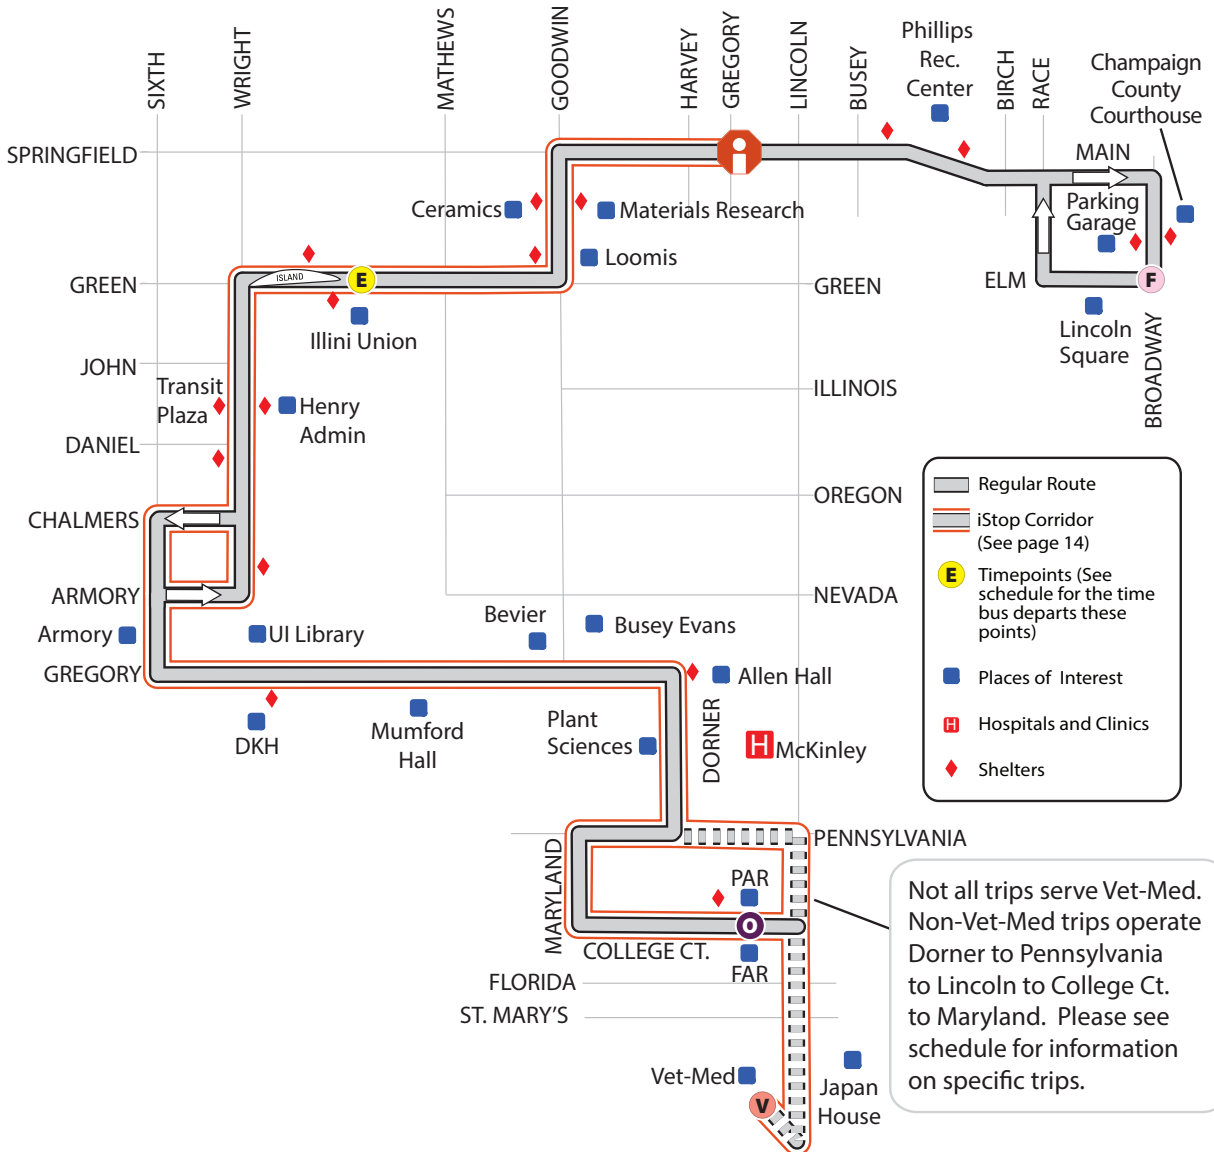 SIXTH
WRIGHT
MATHEWS
GOODWIN
HARVEY
GREGORY
LINCOLN
BUSEY
Phillips
Rec.
Center
BIRCH
RACE
Champaign
County
Courthouse
SPRINGFIELD
MAIN
Ceramics
Materials Research
Parking
Garage
Loomis
GREEN
ISLAND
E
GREEN
ELM
F
Illini Union
Lincoln
Square
BROADWAY
JOHN
Transit
Plaza
Henry
Admin
ILLINOIS
DANIEL
CHALMERS
OREGON
Regular Route
iStop Corridor
(See page 14)
E
Timepoints (See
schedule for the time
bus departs these
points)
Places of Interest
H
Hospitals and Clinics
Shelters
ARMORY
NEVADA
Armory
UI Library
Bevier
Busey Evans
GREGORY
Allen Hall
DKH
Mumford
Hall
Plant
Sciences
DORNER
H
McKinley
PENNSYLVANIA
MARYLAND
PAR
O
COLLEGE CT.
FAR
FLORIDA
ST. MARY'S
Vet-Med
V
Japan
House
Not all trips serve Vet-Med.
Non-Vet-Med trips operate
Dorner to Pennsylvania
to Lincoln to College Ct.
to Maryland. Please see
schedule for information
on specific trips.